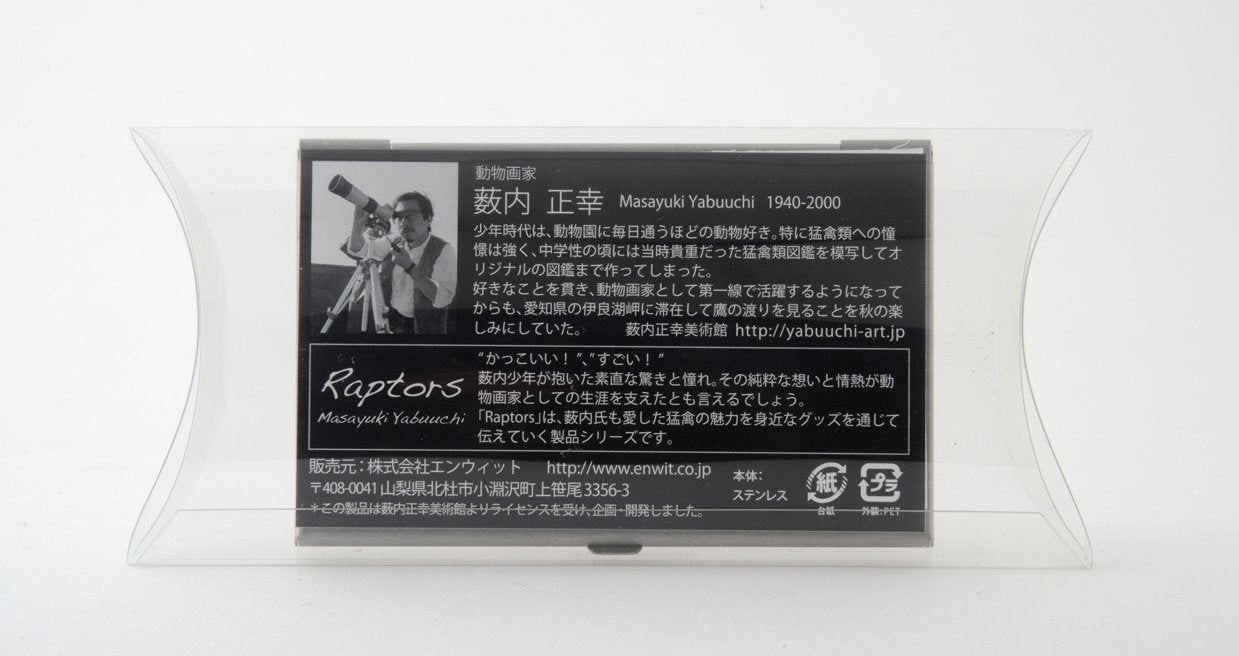 動物画家
薮内 正幸 Masayuki Yabuuchi 1940-2000
少年時代は、動物園に毎日通うほどの動物好き。特に猛禽類への憧
憬は強く、中学性の頃には当時貴重だった猛禽類図鑑を模写してオ
リジナルの図鑑まで作ってしまった。
好きなことを貫き、動物画家として第一線で活躍するようになって
からも、愛知県の伊良湖岬に滞在して鷹の渡りを見ることを秋の楽
しみにしていた。 薮内正幸美術館 http://yabuuchi-art.jp
Raptors
Masayuki Yabuuchi
“かっこいい！”、“すごい！”
薮内少年が抱いた素直な驚きと憧れ。その純粋な想いと情熱が動
物画家としての生涯を支えたとも言えるでしょう。
「Raptors」は、薮内氏も愛した猛禽の魅力を身近なグッズを通じて
伝えていく製品シリーズです。
販売元：株式会社エンウィット http://www.enwit.co.jp
〒408-0041 山梨県北杜市小淵沢町上笹尾 3356-3
＊この製品は薮内正幸美術館よりライセンスを受け、企画・開発しました。
本体：
ステンレス
紙
台紙
プラ
外装:PET